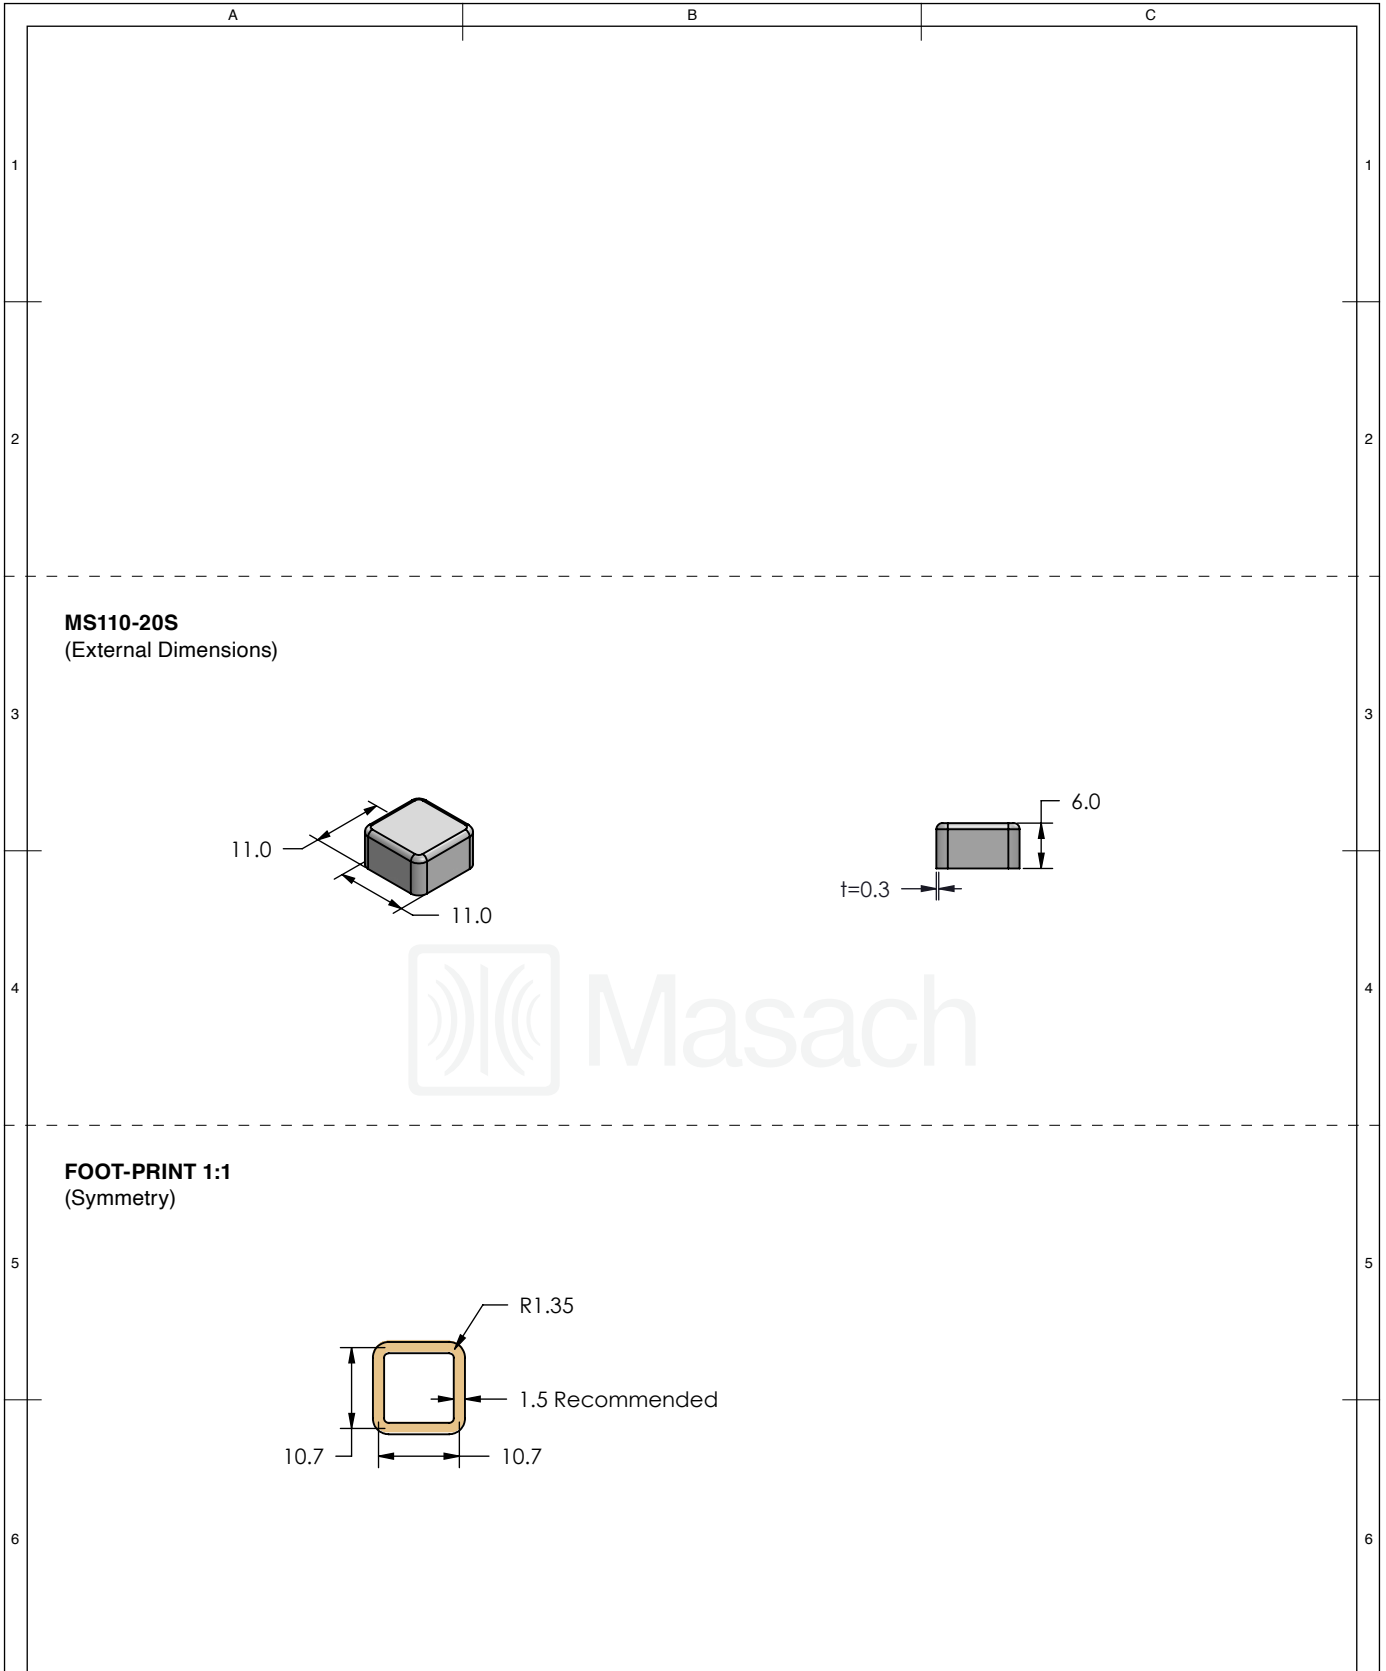 A B C
1 1
2 2
MS110-20S
(External Dimensions)
3 3
6.0
11.0
t=0.3
11.0
4 4
Masach
FOOT-PRINT 1:1
(Symmetry)
5 5
R1.35
1.5 Recommended
10.7 10.7
6 6